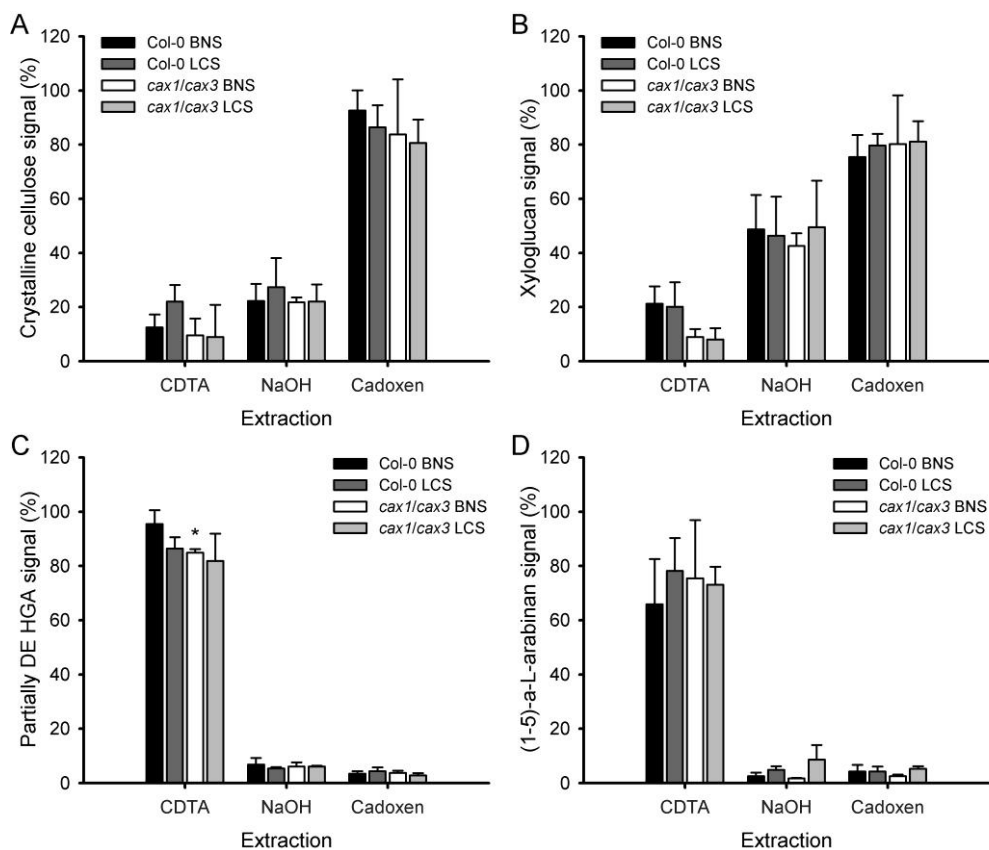 A
Crystalline cellulose signal (%)
120
100
80
60
40
20
0
Col-0 BNS
Col-0 LCS
cax1/cax3 BNS
cax1/cax3 LCS
CDTA NaOH Cadoxen
Extraction
B
Xyloglucan signal (%)
120
100
80
60
40
20
0
Col-0 BNS
Col-0 LCS
cax1/cax3 BNS
cax1/cax3 LCS
CDTA NaOH Cadoxen
Extraction
C
Partially DE HGA signal (%)
120
100
80
60
40
20
0
*
Col-0 BNS
Col-0 LCS
cax1/cax3 BNS
cax1/cax3 LCS
CDTA NaOH Cadoxen
Extraction
D
(1-5)-a-L-arabinan signal (%)
120
100
80
60
40
20
0
Col-0 BNS
Col-0 LCS
cax1/cax3 BNS
cax1/cax3 LCS
CDTA NaOH Cadoxen
Extraction